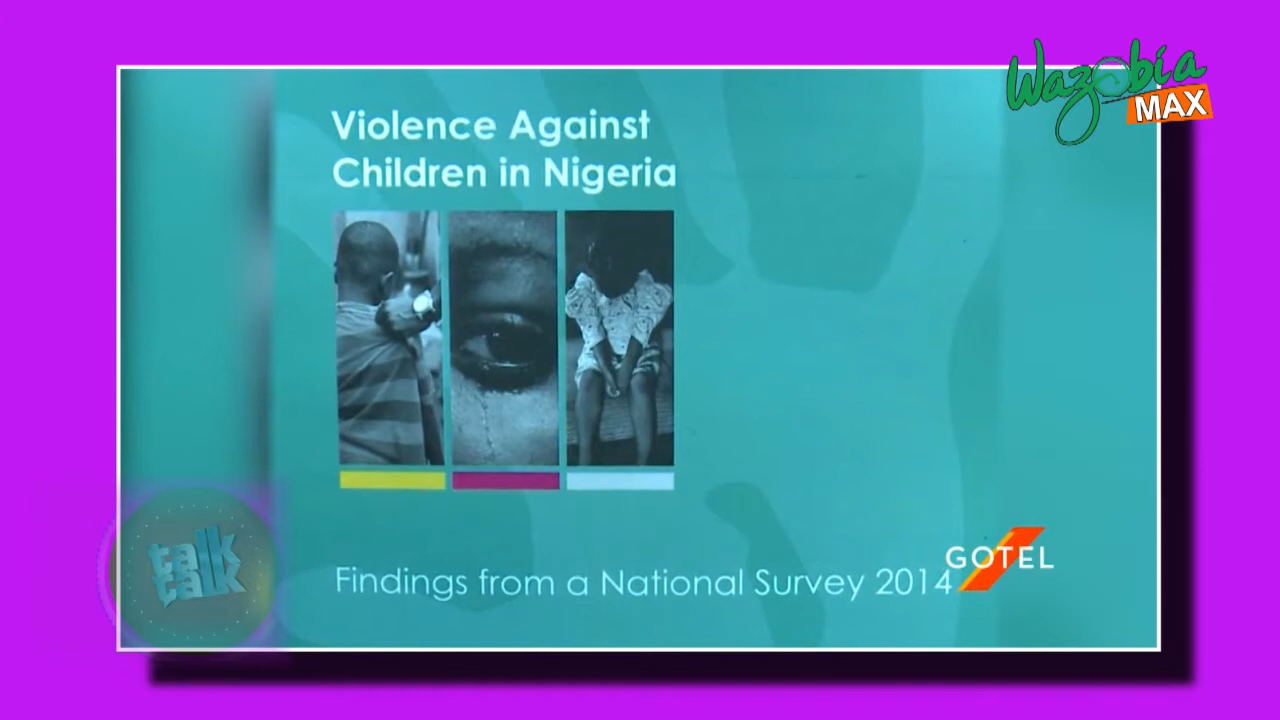 Wazobia
MAX
Violence Against
Children in Nigeria
talk
talk
GOTEL
Findings from a National Survey 2014